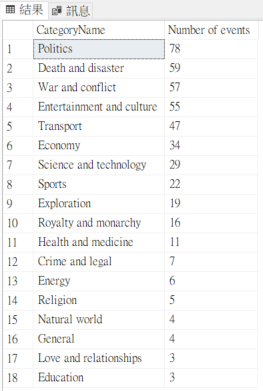 結果 訊息
CategoryName Number of events
1 Politics 78
2 Death and disaster 59
3 War and conflict 57
4 Entertainment and culture 55
5 Transport 47
6 Economy 34
7 Science and technology 29
8 Sports 22
9 Exploration 19
10 Royalty and monarchy 16
11 Health and medicine 11
12 Crime and legal 7
13 Energy 6
14 Religion 5
15 Natural world 4
16 General 4
17 Love and relationships 3
18 Education 3